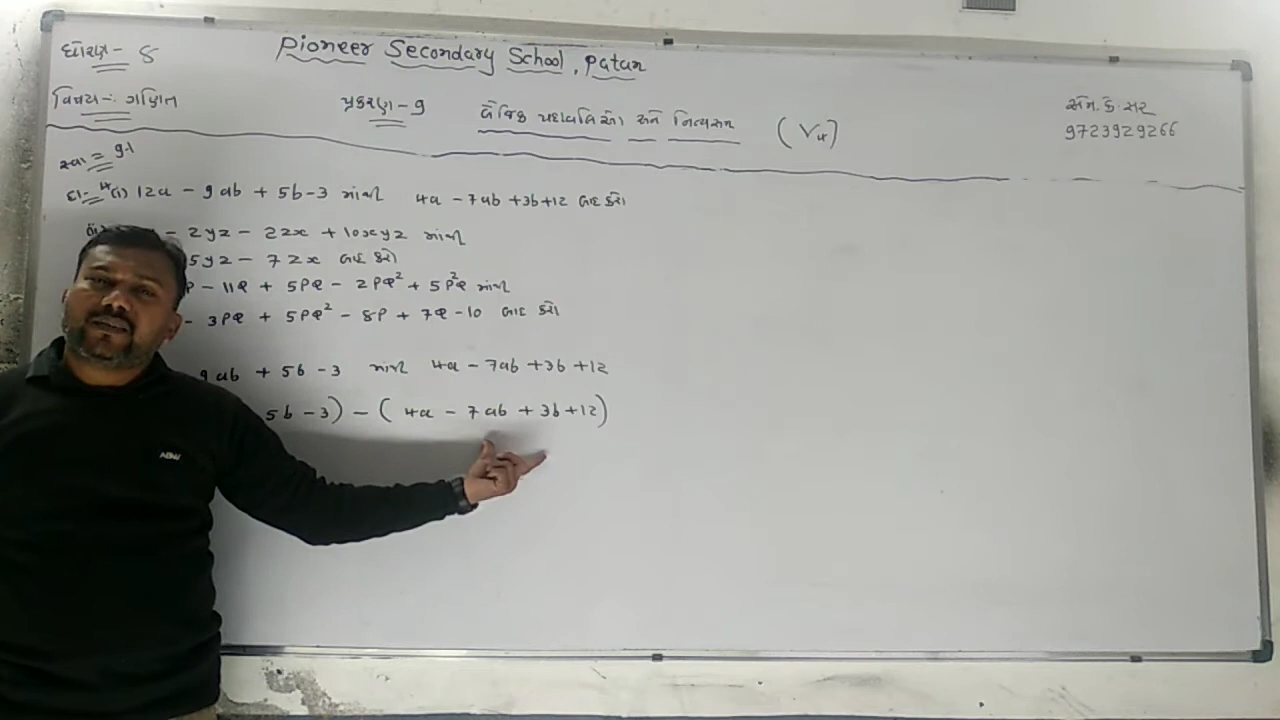 ધોરણ - 8
Pioneer Secondary School, Patan
વિષય :- ગણિત
પ્રકરણ - 9
બૈજિક પદાવલિઓ અને નિત્યસમ (V4)
એન. કે. સર
9723929266
સ્વા = 9.1
દા- 4 (i) 12a - 9ab + 5b - 3 માંથી 4a - 7ab + 3b + 12 બાદ કરો
- 2yz - 2zx + 10xyz માંથી
5yz - 7zx બાદ કરો
p - 11q + 5pq - 2pq² + 5p²q માંથી
- 3pq + 5pq² - 8p + 7q - 10 બાદ કરો
9ab + 5b - 3 માંથી 4a - 7ab + 3b + 12
5b - 3) - (4a - 7ab + 3b + 12)